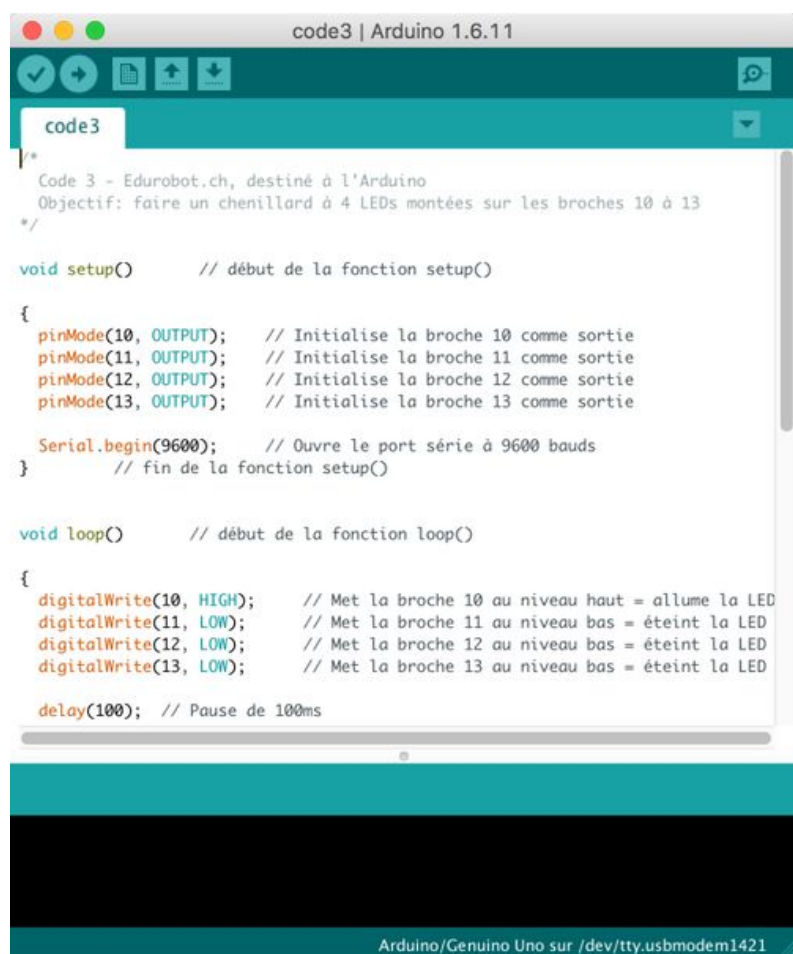 code3 | Arduino 1.6.11
code3
/*
Code 3 - Edurobot.ch, destiné à l'Arduino
Objectif: faire un chenillard à 4 LEDs montées sur les broches 10 à 13
*/
void setup() // début de la fonction setup()
{
pinMode(10, OUTPUT); // Initialise la broche 10 comme sortie
pinMode(11, OUTPUT); // Initialise la broche 11 comme sortie
pinMode(12, OUTPUT); // Initialise la broche 12 comme sortie
pinMode(13, OUTPUT); // Initialise la broche 13 comme sortie
Serial.begin(9600); // Ouvre le port série à 9600 bauds
} // fin de la fonction setup()
void loop() // début de la fonction loop()
{
digitalWrite(10, HIGH); // Met la broche 10 au niveau haut = allume la LED
digitalWrite(11, LOW); // Met la broche 11 au niveau bas = éteint la LED
digitalWrite(12, LOW); // Met la broche 12 au niveau bas = éteint la LED
digitalWrite(13, LOW); // Met la broche 13 au niveau bas = éteint la LED
delay(100); // Pause de 100ms
Arduino/Genuino Uno sur /dev/tty.usbmodem1421